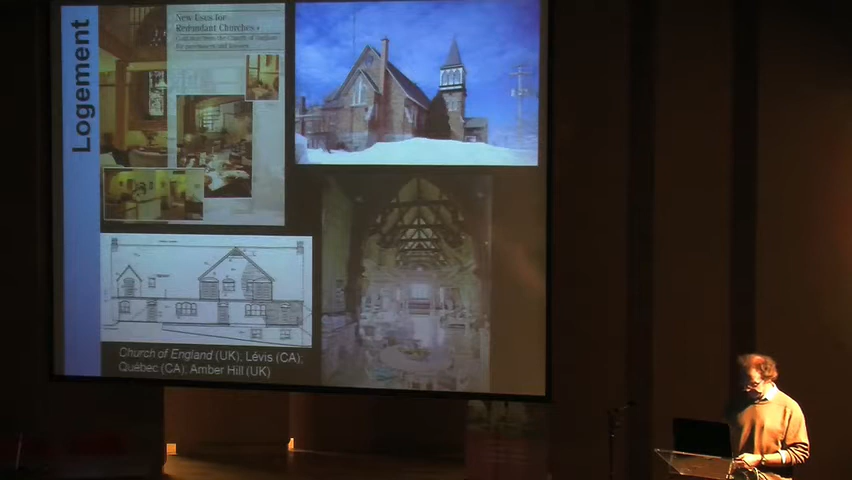 Logement
New Uses for
Redundant Churches
Church of England (UK); Lévis (CA);
Québec (CA); Amber Hill (UK)